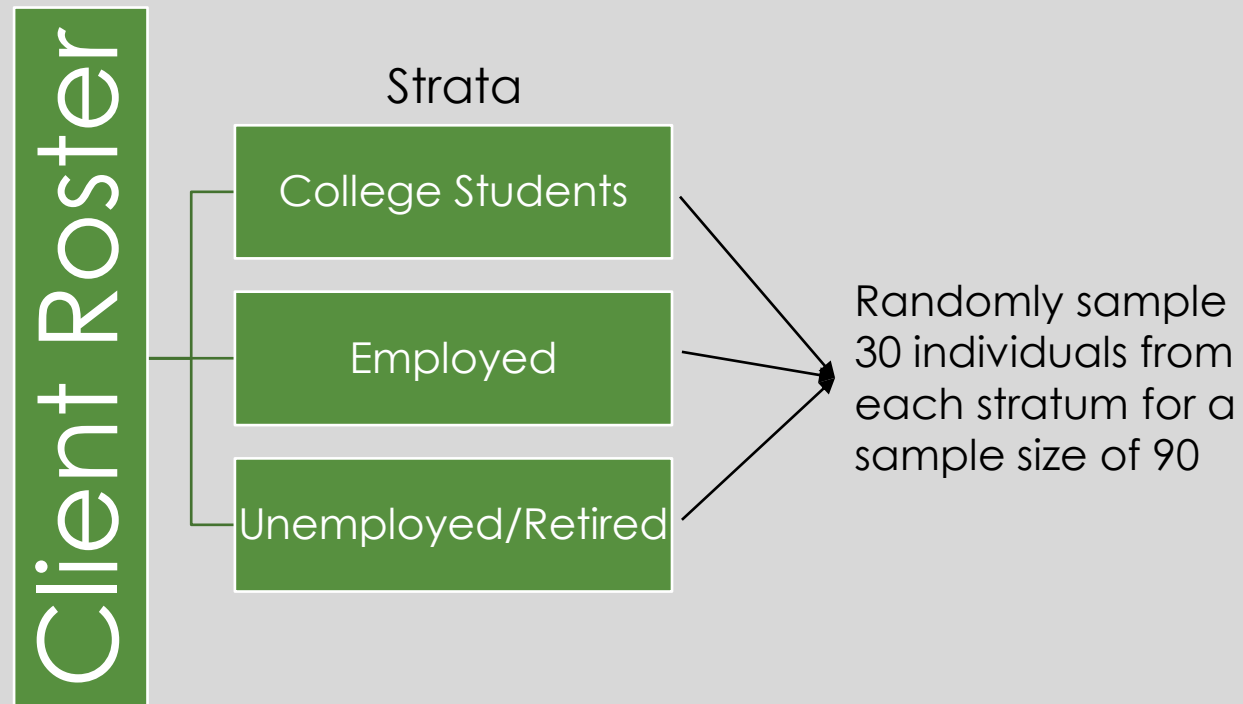 Client Roster
Strata
College Students
Employed
Unemployed/Retired
Randomly sample
30 individuals from
each stratum for a
sample size of 90